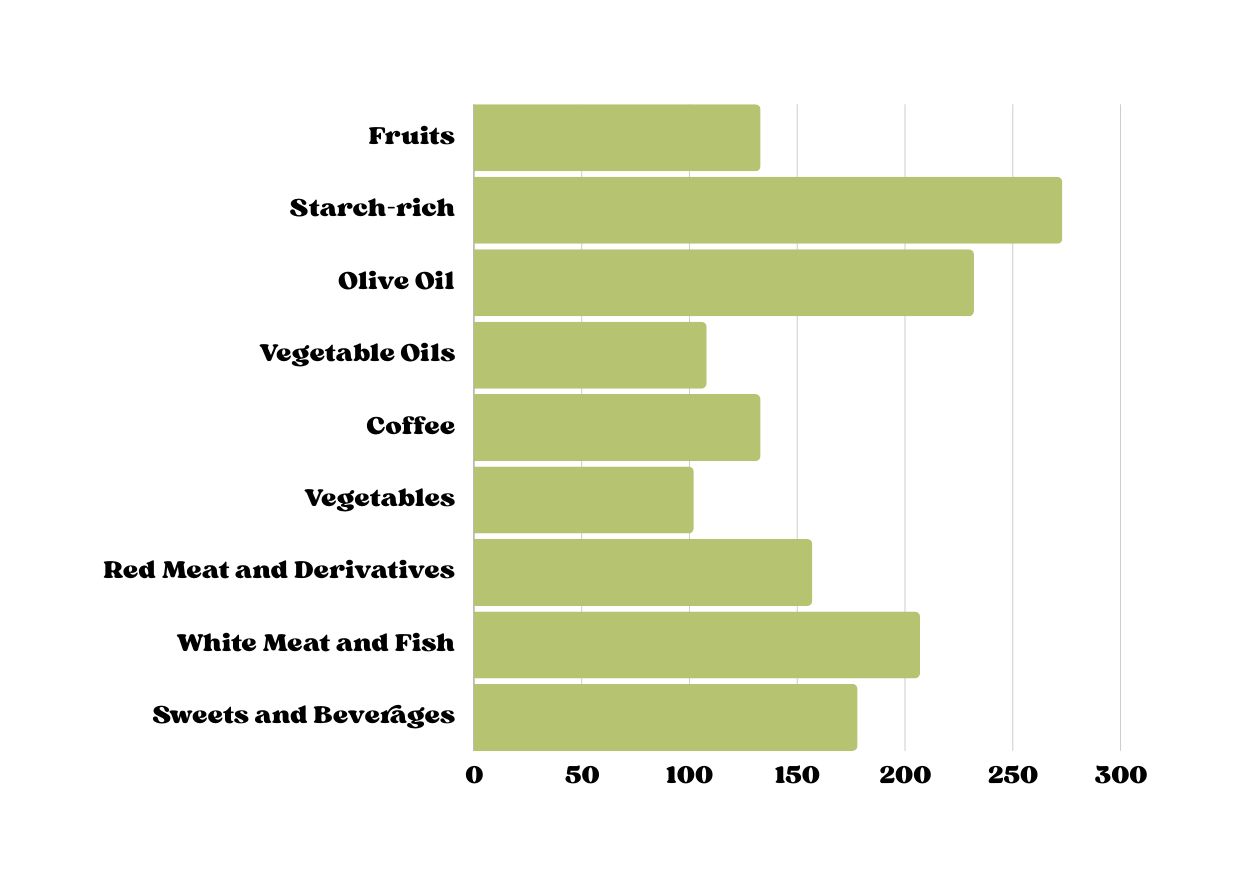 Fruits
Starch-rich
Olive Oil
Vegetable Oils
Coffee
Vegetables
Red Meat and Derivatives
White Meat and Fish
Sweets and Beverages
0 50 100 150 200 250 300